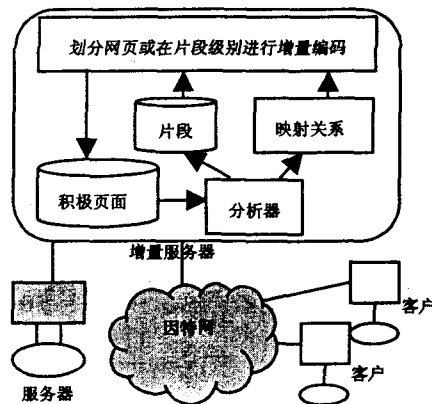 划分网页或在片段级别进行增量编码
片段
映射关系
积极页面
分析器
增量服务器
因特网
客户
客户
服务器